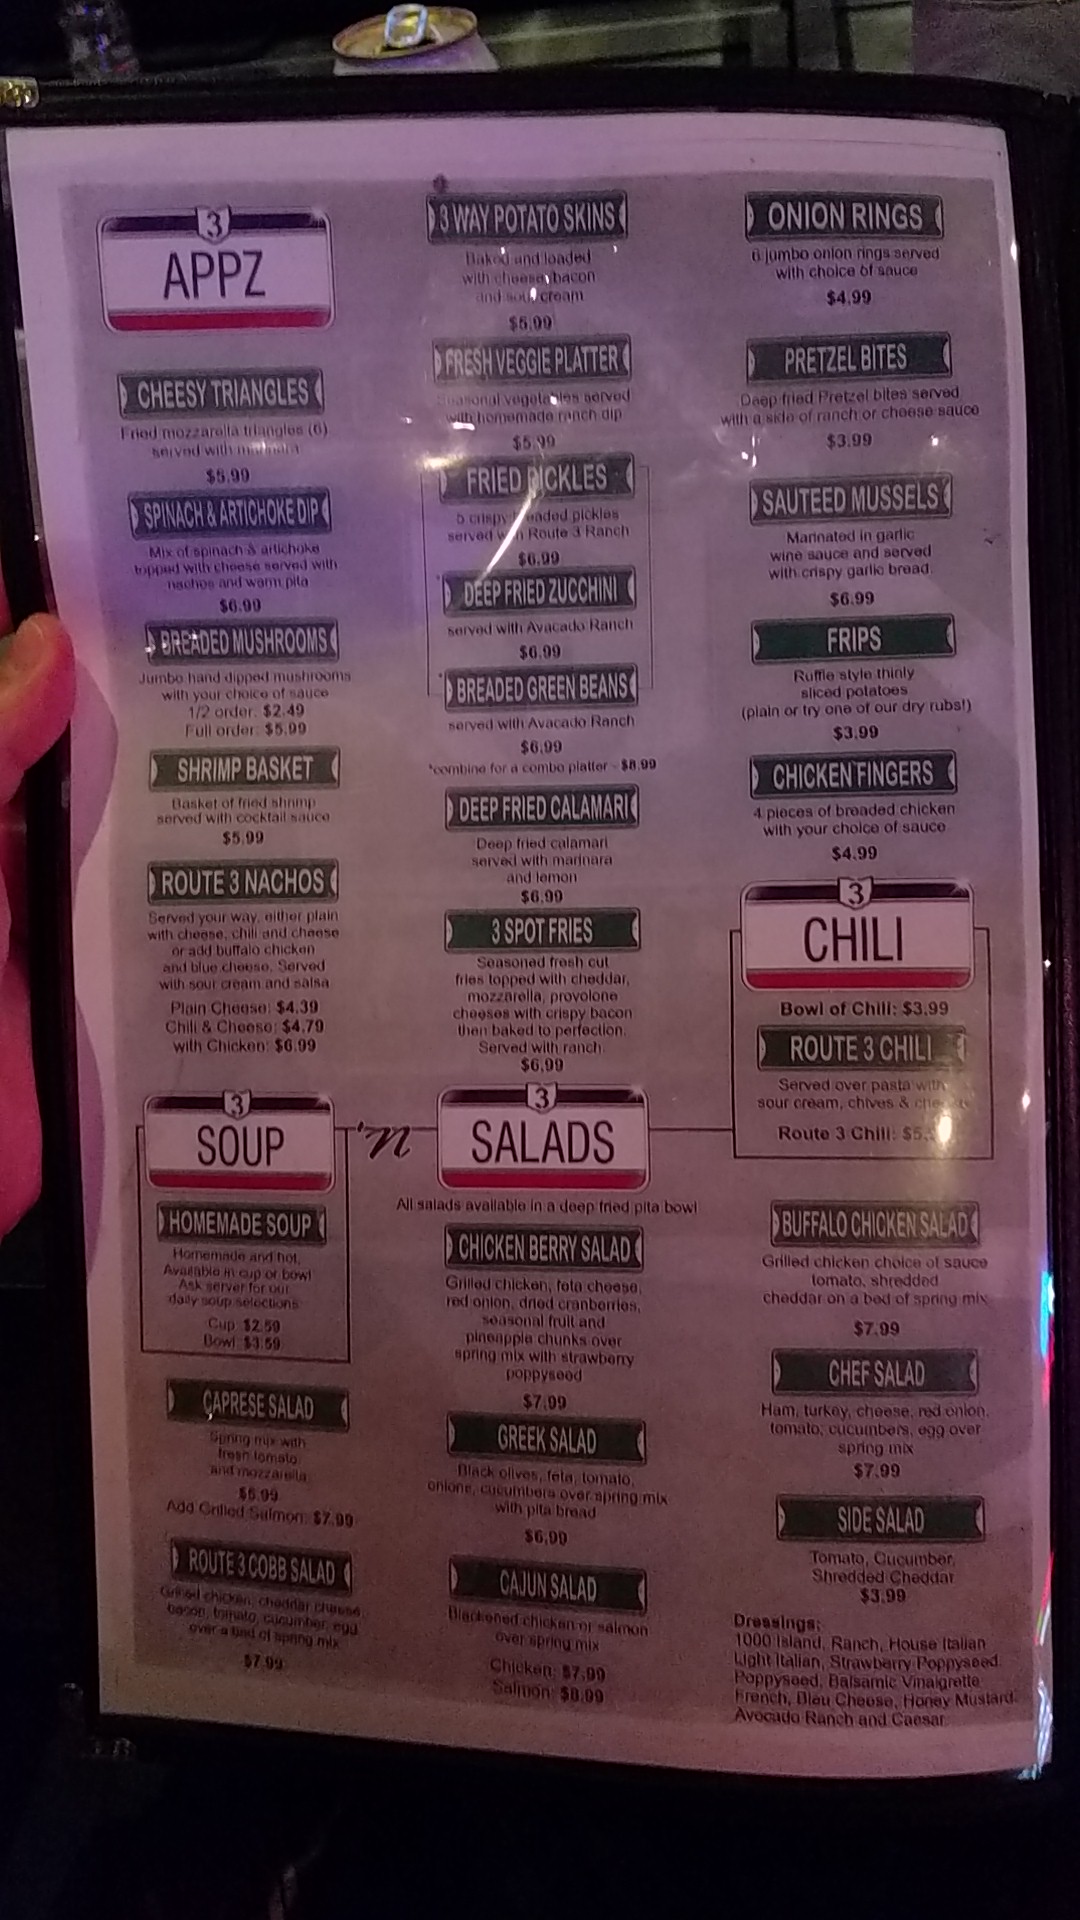 3
APPZ
CHEESY TRIANGLES
Fried mozzarella triangles (6)
served with marinara
$5.99
SPINACH & ARTICHOKE DIP
Mix of spinach & artichoke
topped with cheese served with
nachos and warm pita
$6.99
BREADED MUSHROOMS
Jumbo hand dipped mushrooms
with your choice of sauce
1/2 order: $2.49
Full order: $5.99
SHRIMP BASKET
Basket of fried shrimp
served with cocktail sauce
$5.99
ROUTE 3 NACHOS
Served your way, either plain
with cheese, chili and cheese
or add buffalo chicken
and blue cheese. Served
with sour cream and salsa
Plain Cheese: $4.39
Chili & Cheese: $4.79
with Chicken: $6.99
3 WAY POTATO SKINS
Baked and loaded
with cheese, bacon
and sour cream
$5.99
FRESH VEGGIE PLATTER
Seasonal vegetables served
with homemade ranch dip
$5.99
FRIED PICKLES
5 crispy breaded pickles
served with Route 3 Ranch
$6.99
DEEP FRIED ZUCCHINI
served with Avacado Ranch
$6.99
BREADED GREEN BEANS
served with Avacado Ranch
$6.99
*combine for a combo platter - $8.99
DEEP FRIED CALAMARI
Deep fried calamari
served with marinara
and lemon
$6.99
3 SPOT FRIES
Seasoned fresh cut
fries topped with cheddar,
mozzarella, provolone
cheeses with crispy bacon
then baked to perfection.
Served with ranch.
$6.99
ONION RINGS
6 jumbo onion rings served
with choice of sauce
$4.99
PRETZEL BITES
Deep fried Pretzel bites served
with a side of ranch or cheese sauce
$3.99
SAUTEED MUSSELS
Marinated in garlic
wine sauce and served
with crispy garlic bread.
$6.99
FRIPS
Ruffle style thinly
sliced potatoes
(plain or try one of our dry rubs!)
$3.99
CHICKEN FINGERS
4 pieces of breaded chicken
with your choice of sauce
$4.99
3
CHILI
Bowl of Chili: $3.99
ROUTE 3 CHILI
Served over pasta with
sour cream, chives &
Route 3 Chili:
3
SOUP
'n
3
SALADS
HOMEMADE SOUP
Homemade and hot.
Available in cup or bowl
Ask server for our
daily soup selections
Cup $2.59
Bowl $3.59
CAPRESE SALAD
Spring mix with
fresh tomato
and mozzarella
$6.99
Add Grilled Salmon: $7.99
ROUTE 3 COBB SALAD
Grilled chicken, cheddar cheese,
bacon, tomato, cucumber, egg
over a bed of spring mix
$7.99
All salads available in a deep fried pita bowl
CHICKEN BERRY SALAD
Grilled chicken, feta cheese,
red onion, dried cranberries,
seasonal fruit and
pineapple chunks over
spring mix with strawberry
poppyseed
$7.99
GREEK SALAD
Black olives, feta, tomato,
onions, cucumbers over spring mix
with pita bread
$6.99
CAJUN SALAD
Blackened chicken or salmon
over spring mix
Chicken: $7.99
Salmon: $8.99
BUFFALO CHICKEN SALAD
Grilled chicken choice of sauce
tomato, shredded
cheddar on a bed of spring mix
$7.99
CHEF SALAD
Ham, turkey, cheese, red onion,
tomato, cucumbers, egg over
spring mix
$7.99
SIDE SALAD
Tomato, Cucumber,
Shredded Cheddar
$3.99
Dressings:
1000 Island, Ranch, House Italian
Light Italian, Strawberry Poppyseed
Poppyseed, Balsamic Vinaigrette
French, Bleu Cheese, Honey Mustard
Avocado Ranch and Caesar.